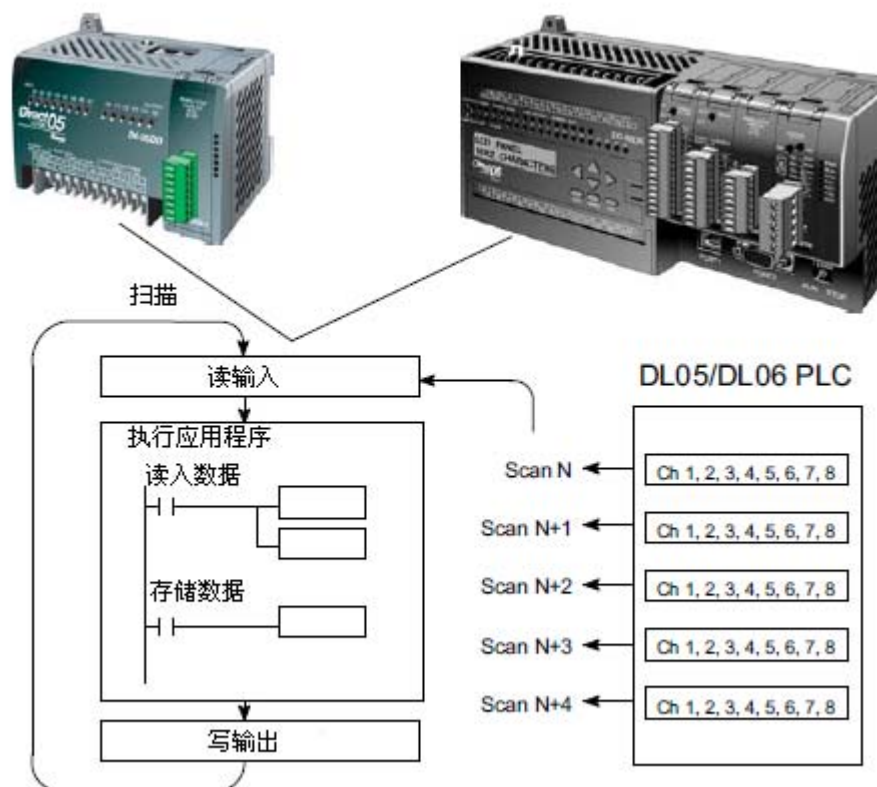 Direct
05
LCD PANEL
扫描
读输入
执行应用程序
读入数据
存储数据
写输出
DL05/DL06 PLC
Scan N
Ch 1, 2, 3, 4, 5, 6, 7, 8
Scan N+1
Ch 1, 2, 3, 4, 5, 6, 7, 8
Scan N+2
Ch 1, 2, 3, 4, 5, 6, 7, 8
Scan N+3
Ch 1, 2, 3, 4, 5, 6, 7, 8
Scan N+4
Ch 1, 2, 3, 4, 5, 6, 7, 8